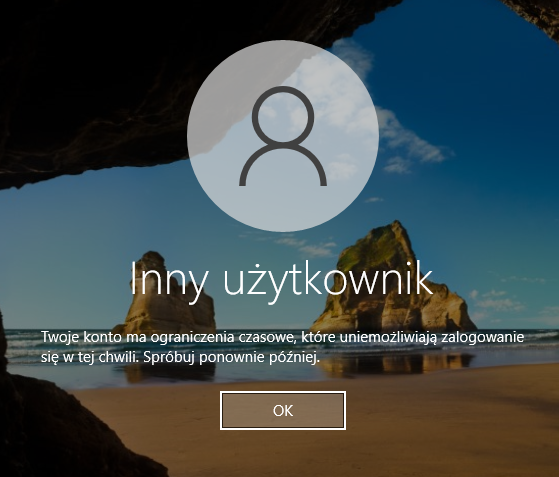 Inny użytkownik
Twoje konto ma ograniczenia czasowe, które uniemożliwiają zalogowanie
się w tej chwili. Spróbuj ponownie później.
OK